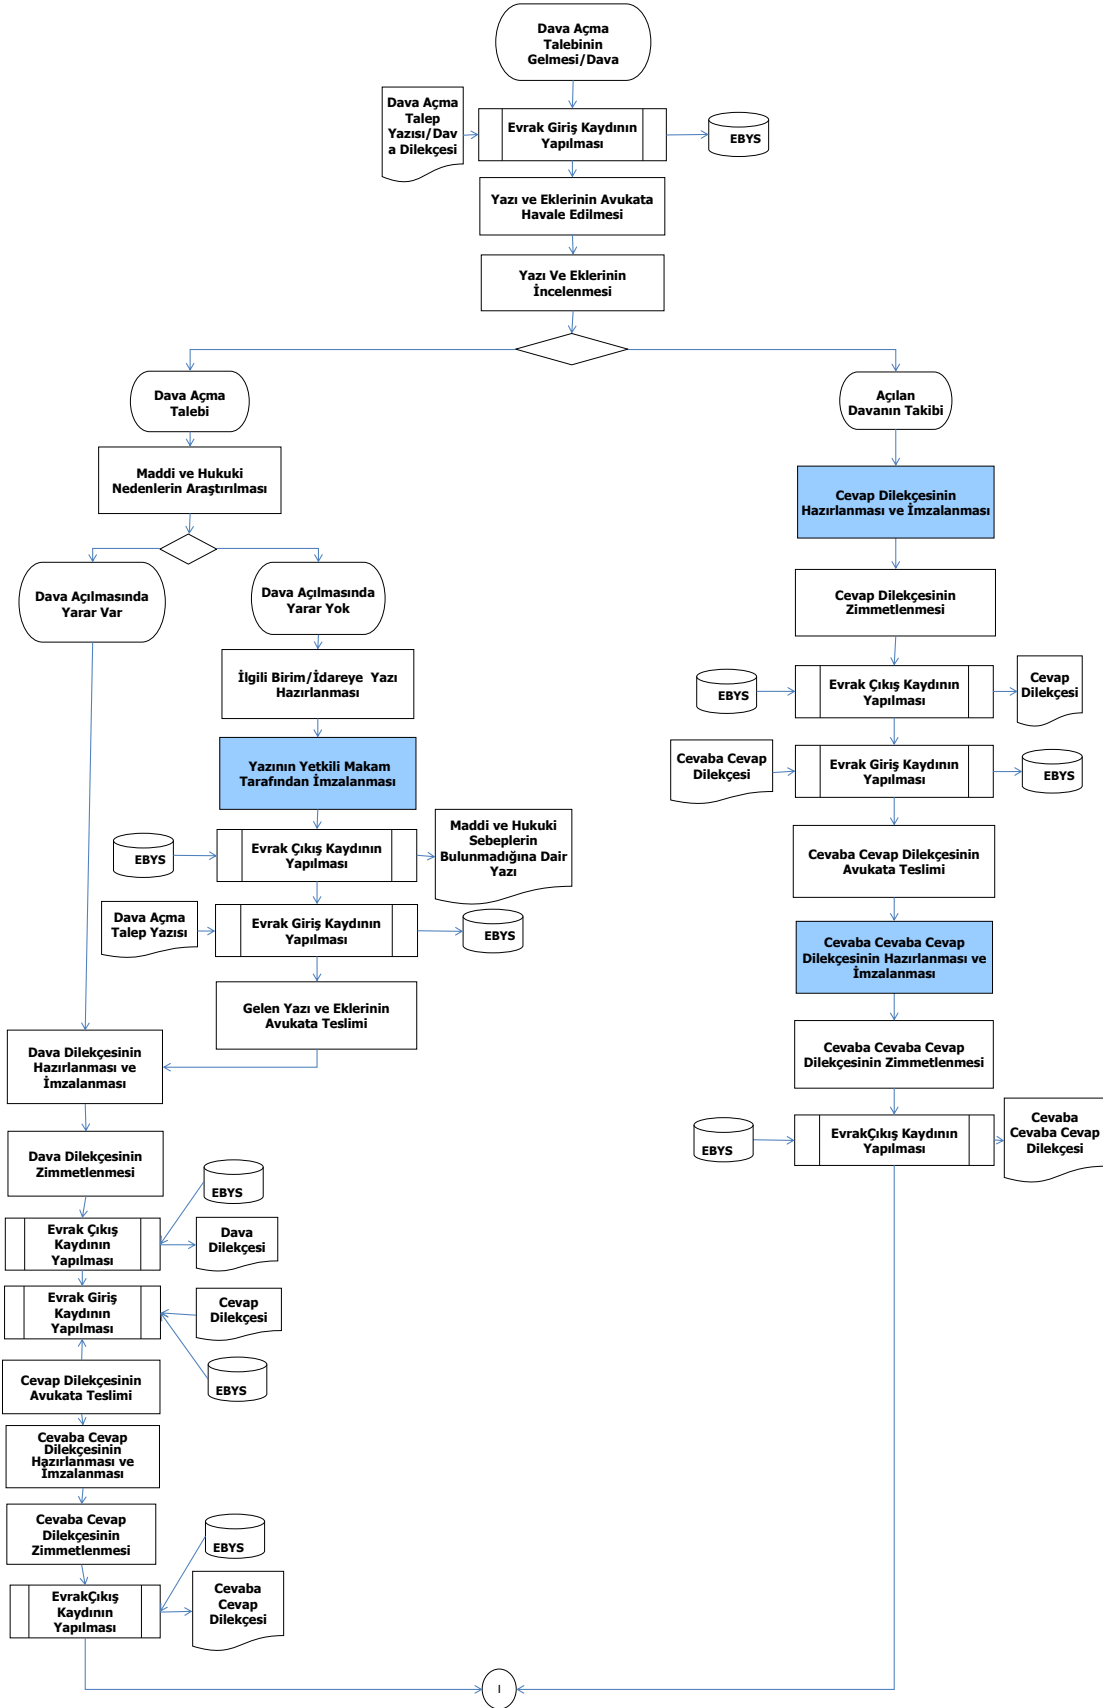 Dava Açma
Talebinin
Gelmesi/Dava
Dava Açma
Talep
Yazısı/Dav
a Dilekçesi
Evrak Giriş Kaydının
Yapılması
EBYS
Yazı ve Eklerinin Avukata
Havale Edilmesi
Yazı Ve Eklerinin
İncelenmesi
Dava Açma
Talebi
Maddi ve Hukuki
Nedenlerin Araştırılması
Dava Açılmasında
Yarar Var
Dava Açılmasında
Yarar Yok
İlgili Birim/İdareye  Yazı
Hazırlanması
Yazının Yetkili Makam
Tarafından İmzalanması
EBYS
Evrak Çıkış Kaydının
Yapılması
Maddi ve Hukuki
Sebeplerin
Bulunmadığına Dair
Yazı
Dava Açma
Talep Yazısı
Evrak Giriş Kaydının
Yapılması
EBYS
Gelen Yazı ve Eklerinin
Avukata Teslimi
Dava Dilekçesinin
Hazırlanması ve
İmzalanması
Dava Dilekçesinin
Zimmetlenmesi
EBYS
Evrak Çıkış
Kaydının
Yapılması
Dava
Dilekçesi
Evrak Giriş
Kaydının
Yapılması
Cevap
Dilekçesi
EBYS
Cevap Dilekçesinin
Avukata Teslimi
Cevaba Cevap
Dilekçesinin
Hazırlanması ve
İmzalanması
Cevaba Cevap
Dilekçesinin
Zimmetlenmesi
EBYS
EvrakÇıkış
Kaydının
Yapılması
Cevaba
Cevap
Dilekçesi
Açılan
Davanın Takibi
Cevap Dilekçesinin
Hazırlanması ve İmzalanması
Cevap Dilekçesinin
Zimmetlenmesi
EBYS
Evrak Çıkış Kaydının
Yapılması
Cevap
Dilekçesi
Cevaba Cevap
Dilekçesi
Evrak Giriş Kaydının
Yapılması
EBYS
Cevaba Cevap Dilekçesinin
Avukata Teslimi
Cevaba Cevaba Cevap
Dilekçesinin Hazırlanması ve
İmzalanması
Cevaba Cevaba Cevap
Dilekçesinin Zimmetlenmesi
EBYS
EvrakÇıkış Kaydının
Yapılması
Cevaba
Cevaba Cevap
Dilekçesi
I